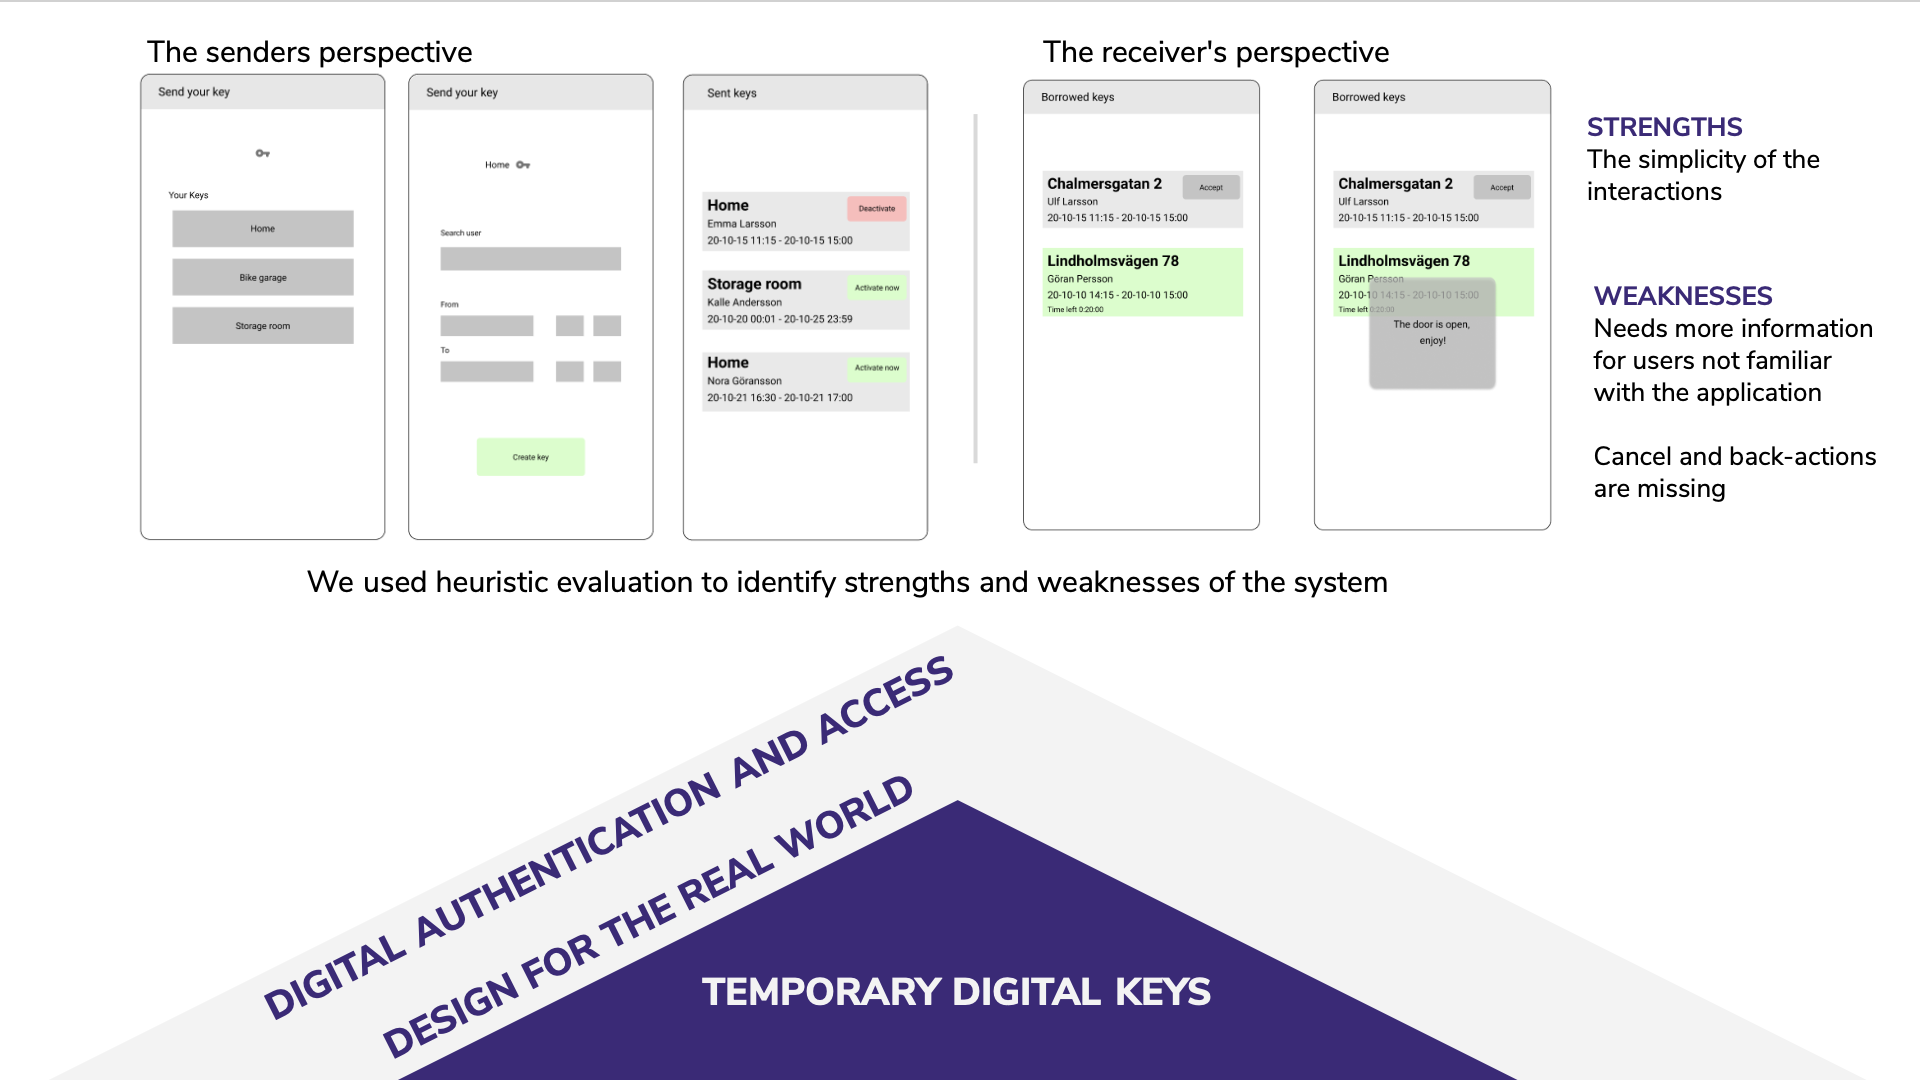 The senders perspective
Send your key
Your Keys
Home
Bike garage
Storage room
Send your key
Home
Search user
From
To
Create key
Sent keys
Home
Deactivate
Emma Larsson
20-10-15 11:15 - 20-10-15 15:00
Storage room
Activate now
Kalle Andersson
20-10-20 00:01 - 20-10-25 23:59
Home
Activate now
Nora Göransson
20-10-21 16:30 - 20-10-21 17:00
The receiver's perspective
Borrowed keys
Chalmersgatan 2
Accept
Ulf Larsson
20-10-15 11:15 - 20-10-15 15:00
Lindholmsvägen 78
Göran Persson
20-10-10 14:15 - 20-10-10 15:00
Time left 0:20:00
Borrowed keys
Chalmersgatan 2
Accept
Ulf Larsson
20-10-15 11:15 - 20-10-15 15:00
Lindholmsvägen 78
Göran Persson
20-10-10 14:15 - 20-10-10 15:00
Time left 0:20:00
The door is open,
enjoy!
STRENGTHS
The simplicity of the
interactions
WEAKNESSES
Needs more information
for users not familiar
with the application
Cancel and back-actions
are missing
We used heuristic evaluation to identify strengths and weaknesses of the system
DIGITAL AUTHENTICATION AND ACCESS
DESIGN FOR THE REAL WORLD
TEMPORARY DIGITAL KEYS